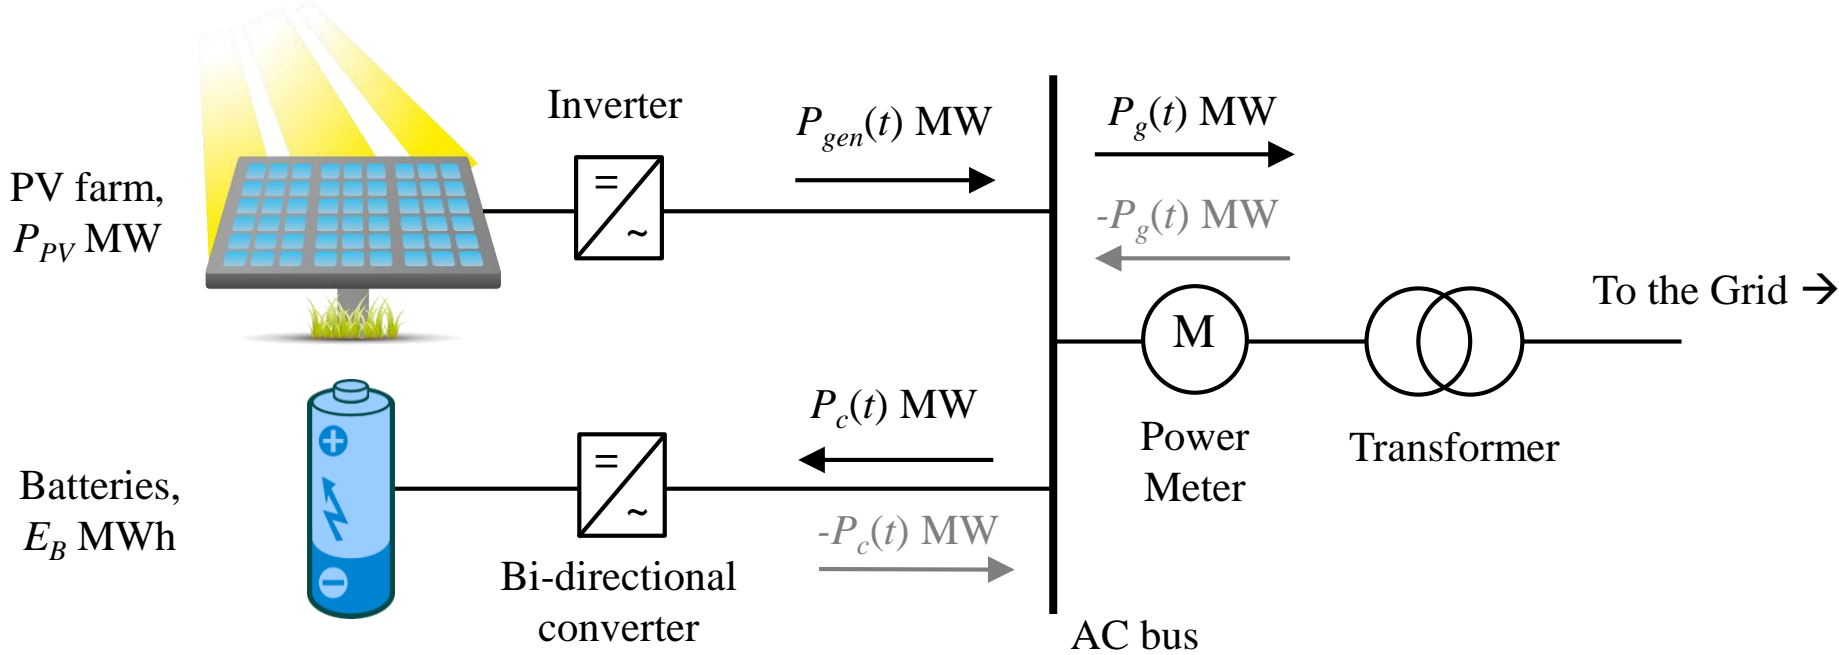 PV farm,
P_PV MW
Inverter
=
~
P_gen(t) MW
P_g(t) MW
-P_g(t) MW
To the Grid →
M
Power
Meter
Transformer
Batteries,
E_B MWh
+
−
=
~
Bi-directional
converter
P_c(t) MW
-P_c(t) MW
AC bus